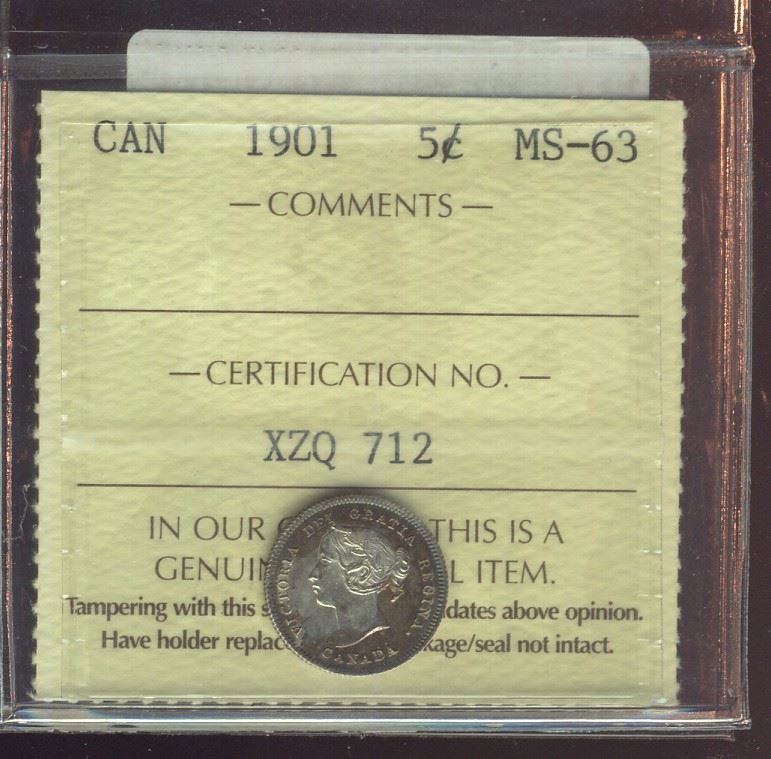 CAN 1901 5¢ MS-63
— COMMENTS —
— CERTIFICATION NO. —
XZQ 712
IN OUR THIS IS A
GENUIN L ITEM.
Tampering with this s dates above opinion.
Have holder replac kage/seal not intact.
VICTORIA DEI GRATIA REGINA.
CANADA